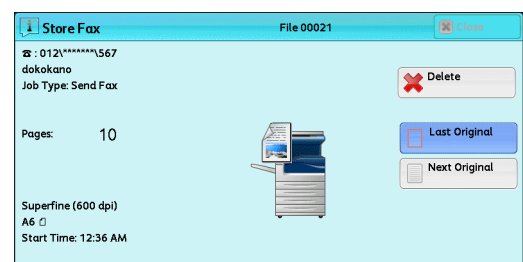 Store Fax
File 00021
Close
☎ : 012\*******\567
dokokano
Job Type: Send Fax
Delete
Pages: 10
Last Original
Next Original
Superfine (600 dpi)
A6
Start Time: 12:36 AM